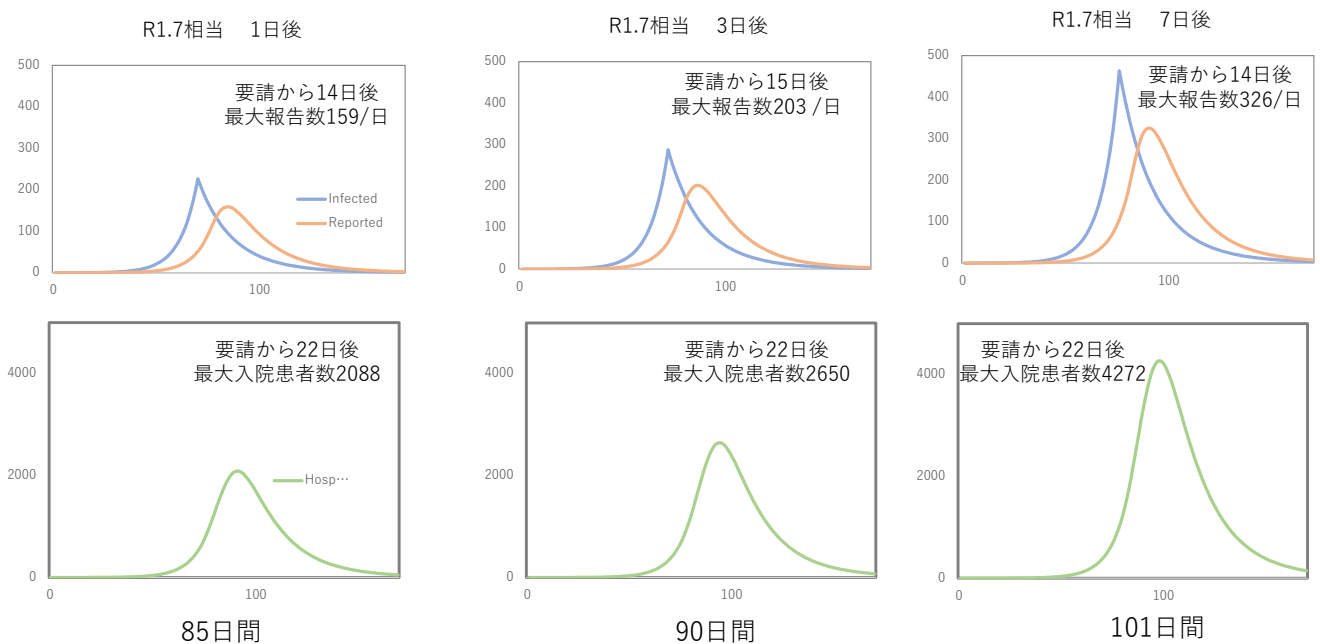 R1.7相当 1日後
500
400
300
200
100
0
0
100
要請から14日後
最大報告数159/日
Infected
Reported
R1.7相当 3日後
500
400
300
200
100
0
0
100
要請から15日後
最大報告数203 /日
R1.7相当 7日後
500
400
300
200
100
0
0
100
要請から14日後
最大報告数326/日
4000
2000
0
0
100
要請から22日後
最大入院患者数2088
Hosp…
85日間
4000
2000
0
0
100
要請から22日後
最大入院患者数2650
90日間
4000
2000
0
0
100
要請から22日後
最大入院患者数4272
101日間